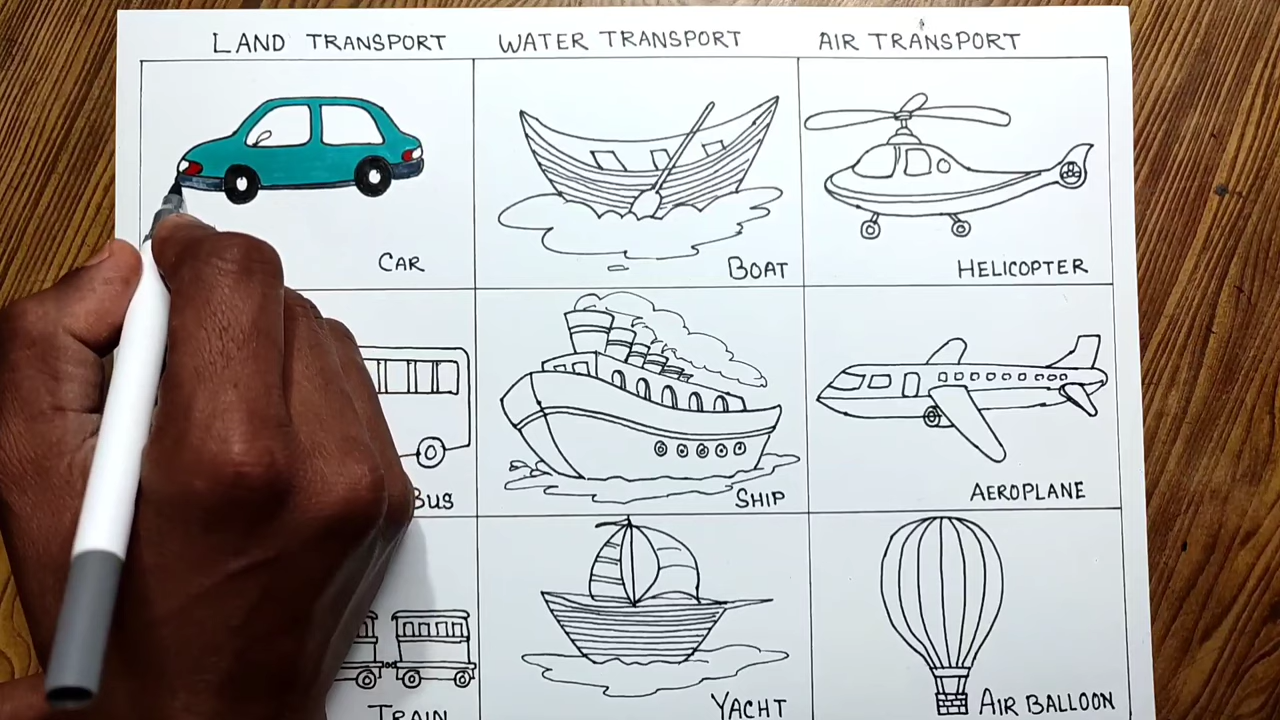 LAND TRANSPORT
WATER TRANSPORT
AIR TRANSPORT
CAR
BOAT
HELICOPTER
BUS
SHIP
AEROPLANE
TRAIN
YACHT
AIR BALLOON